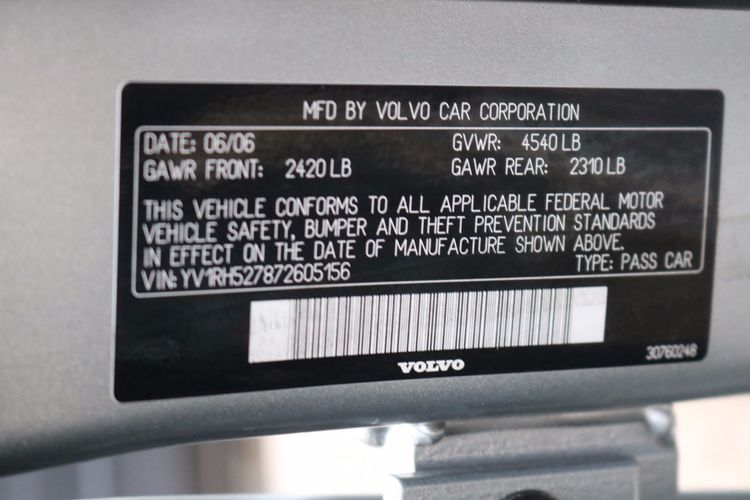 MFD BY VOLVO CAR CORPORATION
DATE: 06/06 GVWR: 4540 LB
GAWR FRONT: 2420 LB GAWR REAR: 2310 LB
THIS VEHICLE CONFORMS TO ALL APPLICABLE FEDERAL MOTOR
VEHICLE SAFETY, BUMPER AND THEFT PREVENTION STANDARDS
IN EFFECT ON THE DATE OF MANUFACTURE SHOWN ABOVE.
VIN: YV1RH527872605156 TYPE: PASS CAR
VOLVO
30760248